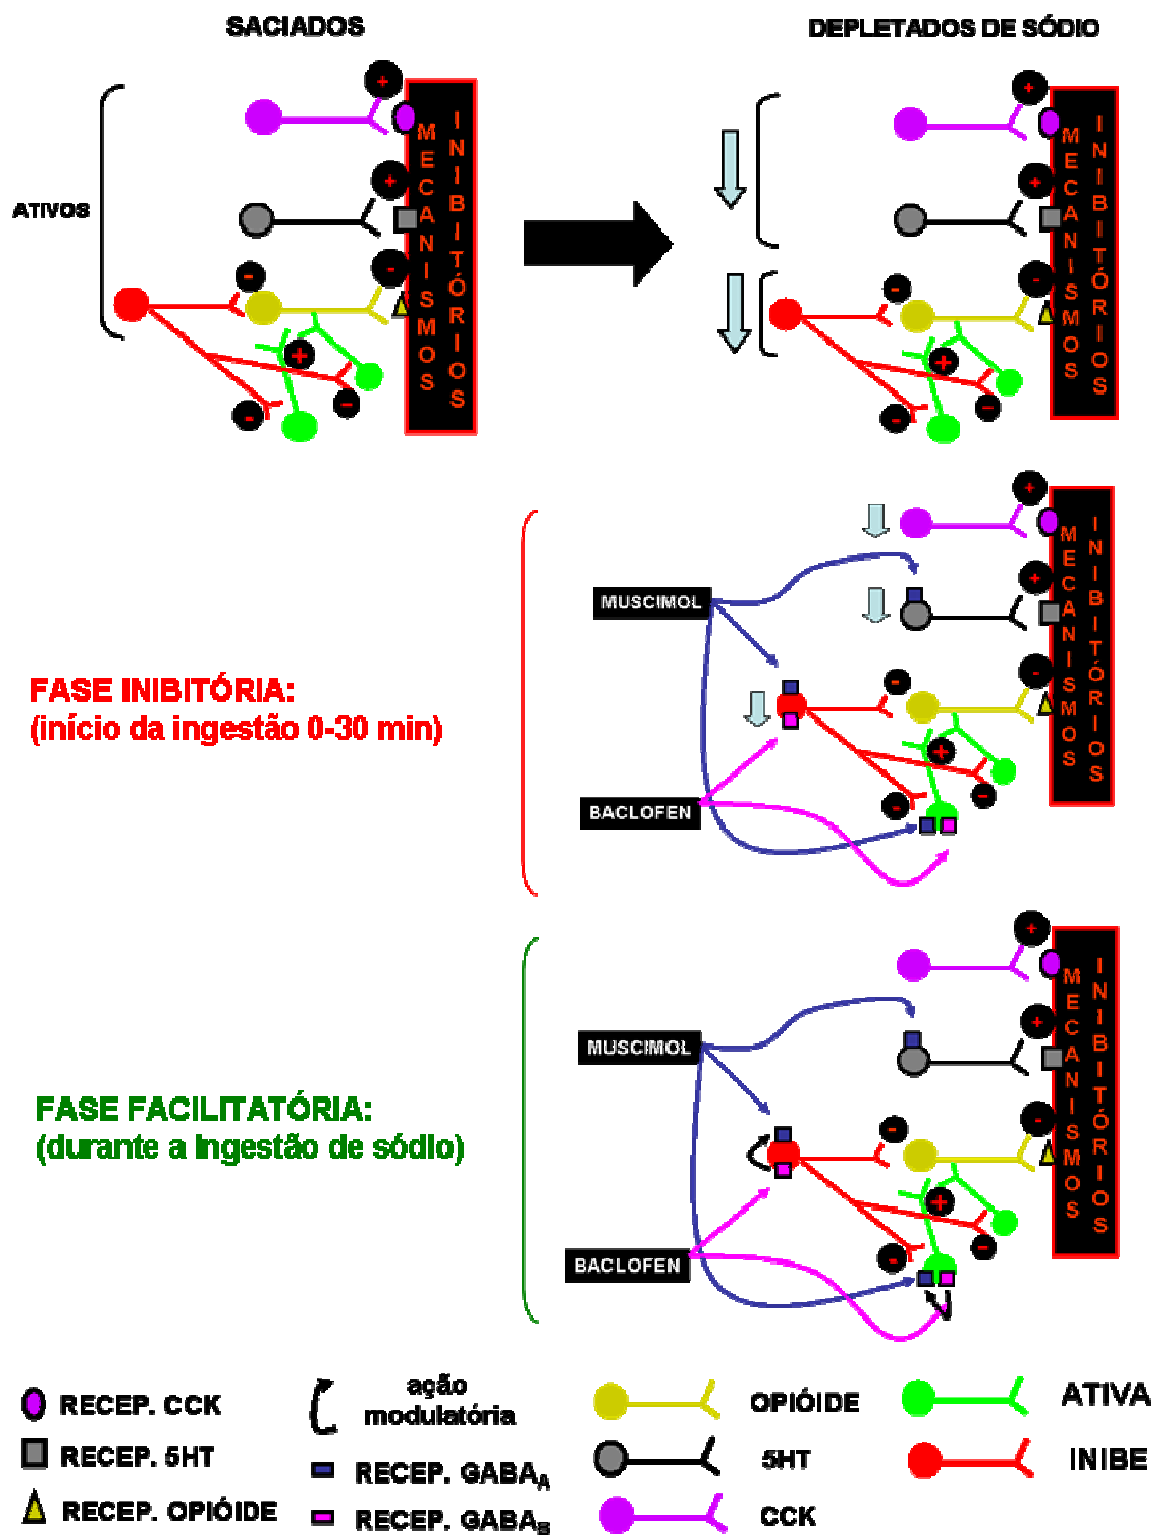 SACIADOS
DEPLETADOS DE SÓDIO
ATIVOS
+
+
-
-
+
-
-
MECANISMOS
INIBITÓRIOS
+
+
-
-
+
-
-
MECANISMOS
INIBITÓRIOS
FASE INIBITÓRIA:
(início da ingestão 0-30 min)
MUSCIMOL
BACLOFEN
+
+
-
-
+
-
-
MECANISMOS
INIBITÓRIOS
FASE FACILITATÓRIA:
(durante a ingestão de sódio)
MUSCIMOL
BACLOFEN
+
+
-
-
+
-
-
MECANISMOS
INIBITÓRIOS
RECEP. CCK
RECEP. 5HT
RECEP. OPIÓIDE
ação
modulatória
RECEP. GABAA
RECEP. GABAB
OPIÓIDE
5HT
CCK
ATIVA
INIBE